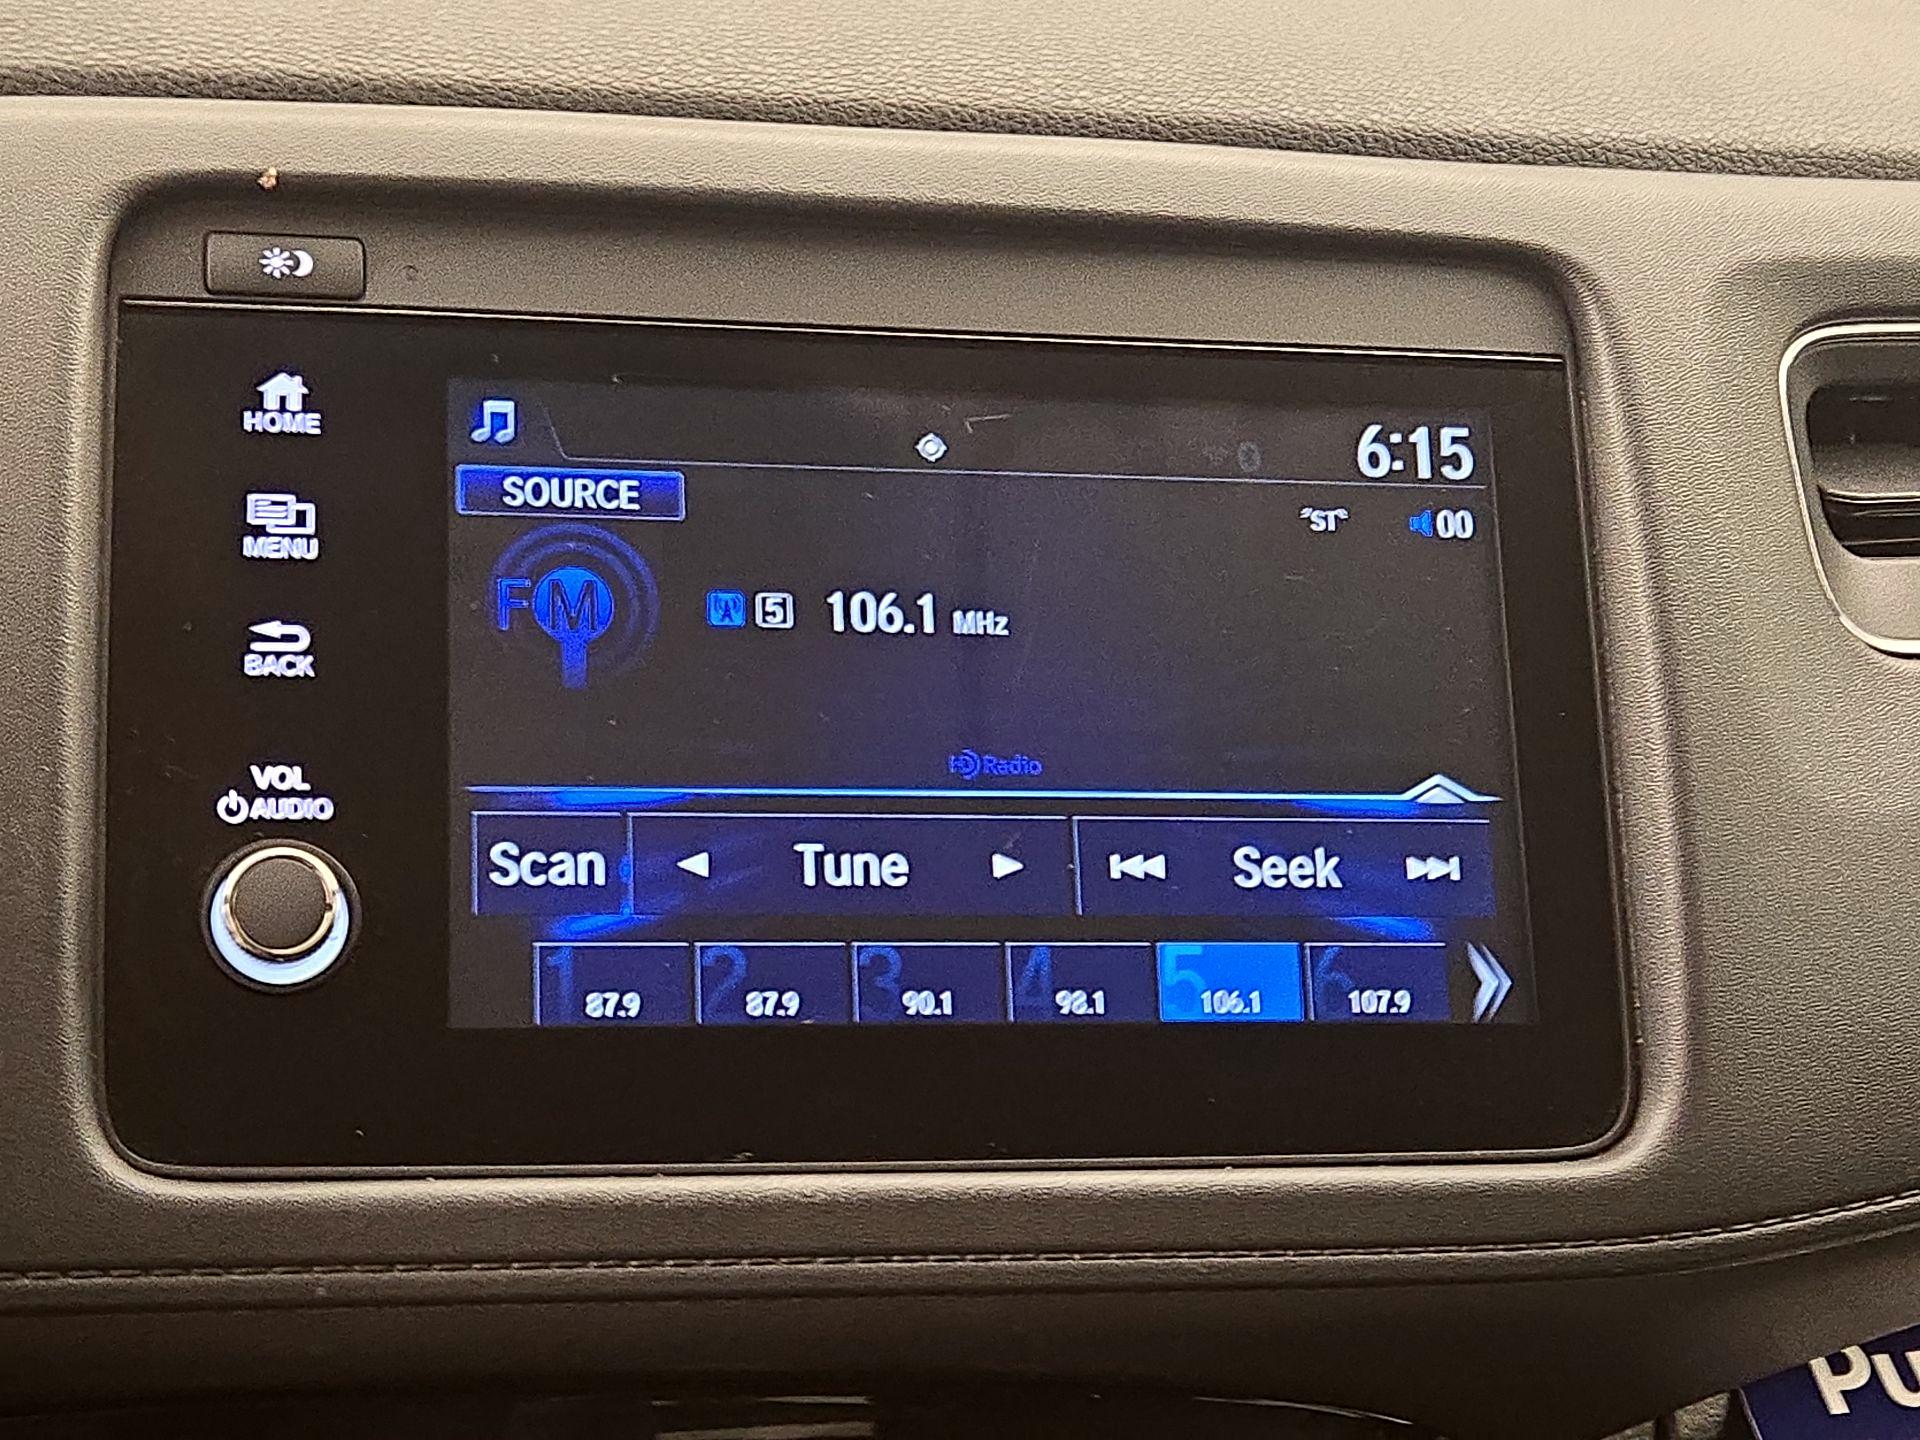 HOME
MENU
BACK
VOL
AUDIO
6:15
SOURCE
"ST"
00
FM
5 106.1 MHz
HD Radio
Scan Tune Seek
1 2 3 4 5 6
87.9 87.9 90.1 98.1 106.1 107.9
Pu